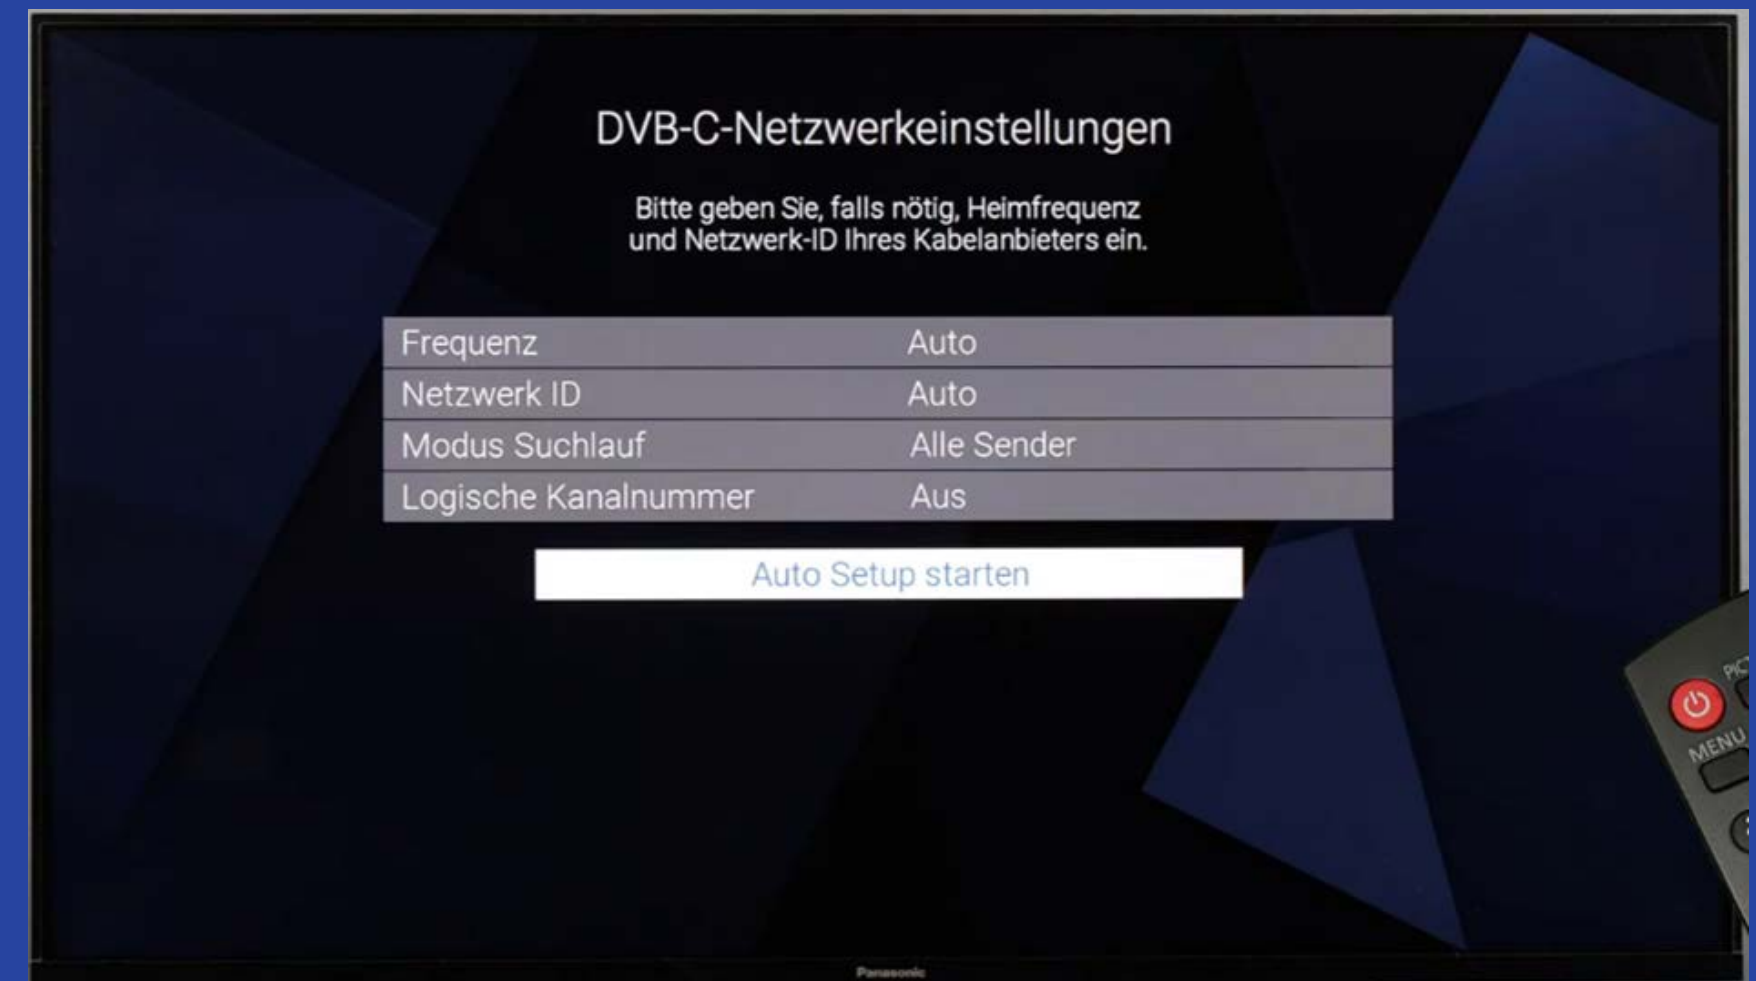 DVB-C-Netzwerkeinstellungen
Bitte geben Sie, falls nötig, Heimfrequenz
und Netzwerk-ID Ihres Kabelanbieters ein.
Frequenz Auto
Netzwerk ID Auto
Modus Suchlauf Alle Sender
Logische Kanalnummer Aus
Auto Setup starten
PICT
MENU
Panasonic